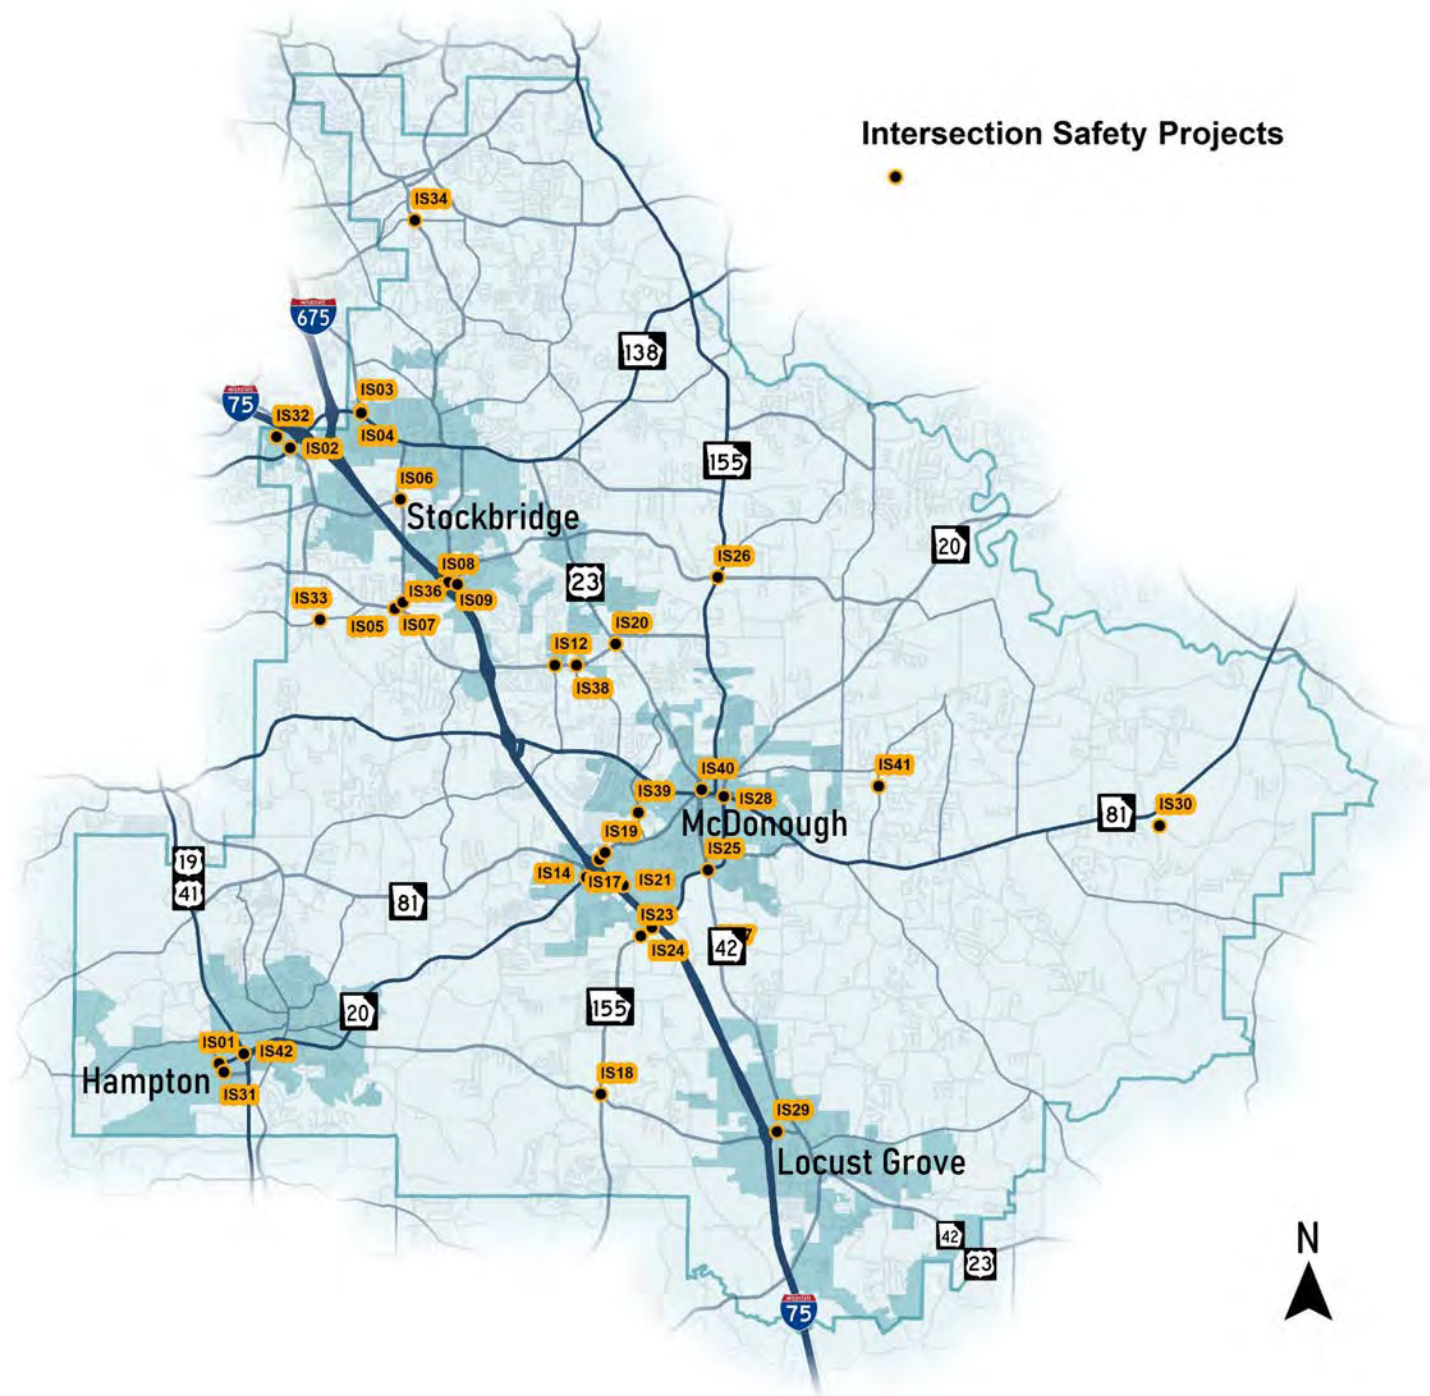 Intersection Safety Projects
IS34
675
138
75
IS03
IS32
IS04
IS02
155
IS06
Stockbridge
20
IS26
IS08
23
IS36
IS09
IS33
IS05
IS07
IS20
IS12
IS38
IS40
IS41
IS39
IS28
IS30
81
McDonough
IS19
19
IS25
41
IS14
IS17
IS21
81
IS23
42
7
IS24
155
20
IS01
IS42
IS18
Hampton
IS31
IS29
Locust Grove
42
N
23
75